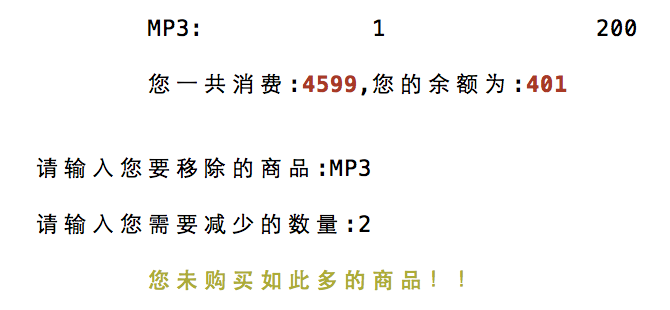 MP3: 1 200
您一共消费:4599,您的余额为:401
请输入您要移除的商品:MP3
请输入您需要减少的数量:2
您未购买如此多的商品！！